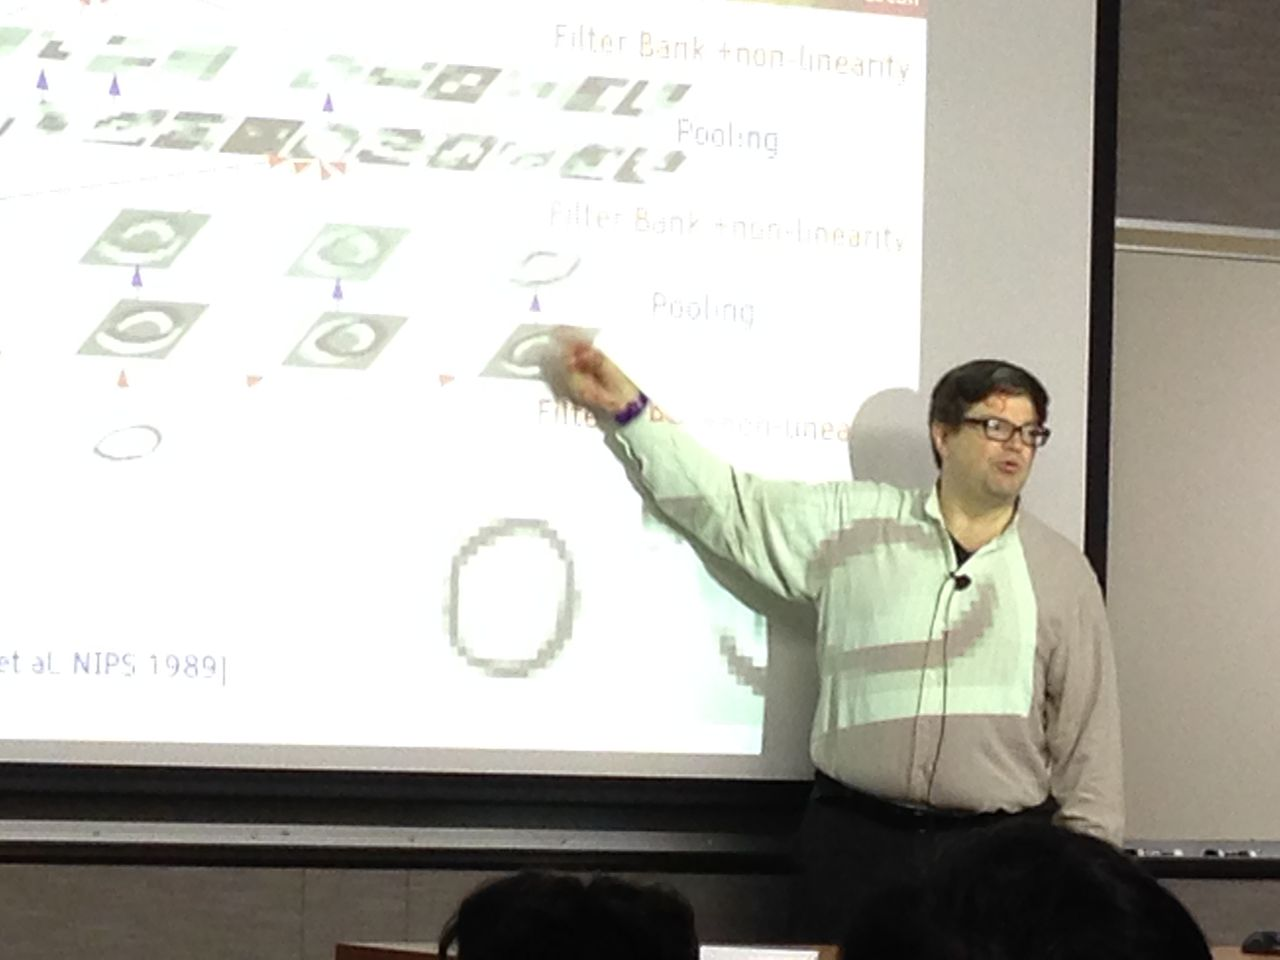 Filter Bank +non-linearity
Pooling
Filter Bank +non-linearity
Pooling
et al. NIPS 1989]